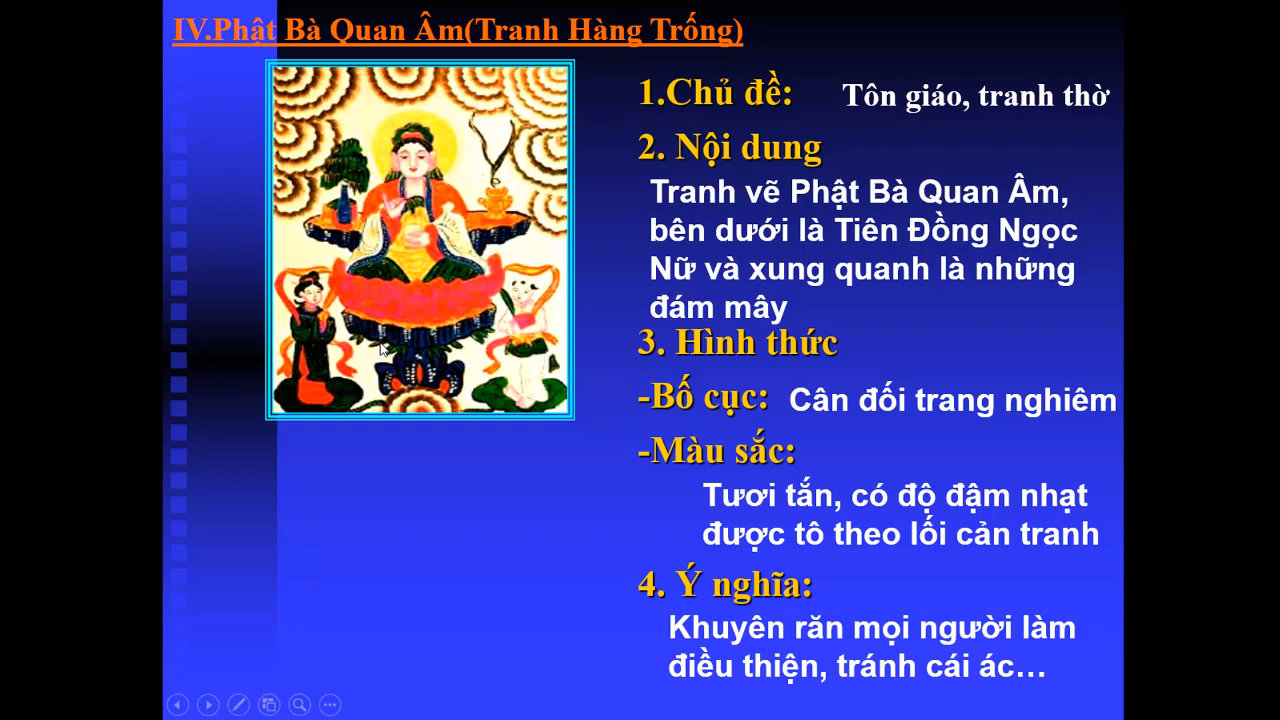 IV.Phật Bà Quan Âm(Tranh Hàng Trống)
1.Chủ đề: Tôn giáo, tranh thờ
2. Nội dung
Tranh vẽ Phật Bà Quan Âm,
bên dưới là Tiên Đồng Ngọc
Nữ và xung quanh là những
đám mây
3. Hình thức
-Bố cục: Cân đối trang nghiêm
-Màu sắc:
Tươi tắn, có độ đậm nhạt
được tô theo lối cản tranh
4. Ý nghĩa:
Khuyên răn mọi người làm
điều thiện, tránh cái ác…